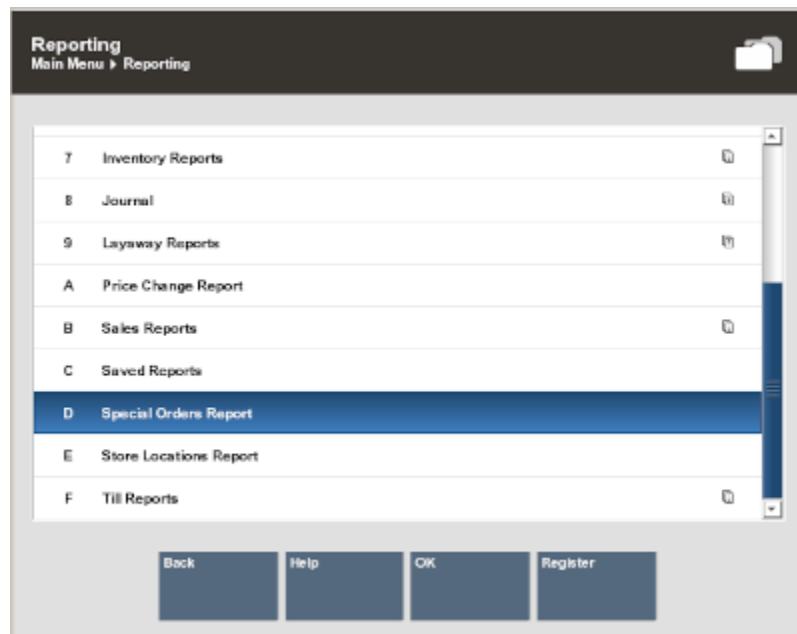 Reporting
Main Menu ▸ Reporting
7 Inventory Reports
8 Journal
9 Layaway Reports
A Price Change Report
B Sales Reports
C Saved Reports
D Special Orders Report
E Store Locations Report
F Till Reports
Back Help OK Register